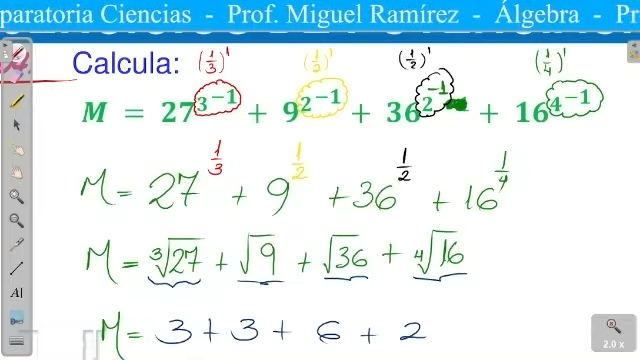 paratoria Ciencias - Prof. Miguel Ramírez - Álgebra - Pr
Calcula: (1/3)¹ (1/2)¹ (1/2)¹ (1/4)¹
M = 27^3⁻¹ + 9^2⁻¹ + 36^2⁻¹ + 16^4⁻¹
M = 27^1/3 + 9^1/2 + 36^1/2 + 16^1/4
M = ³√27 + √9 + √36 + ⁴√16
M = 3 + 3 + 6 + 2
A
2.0 x